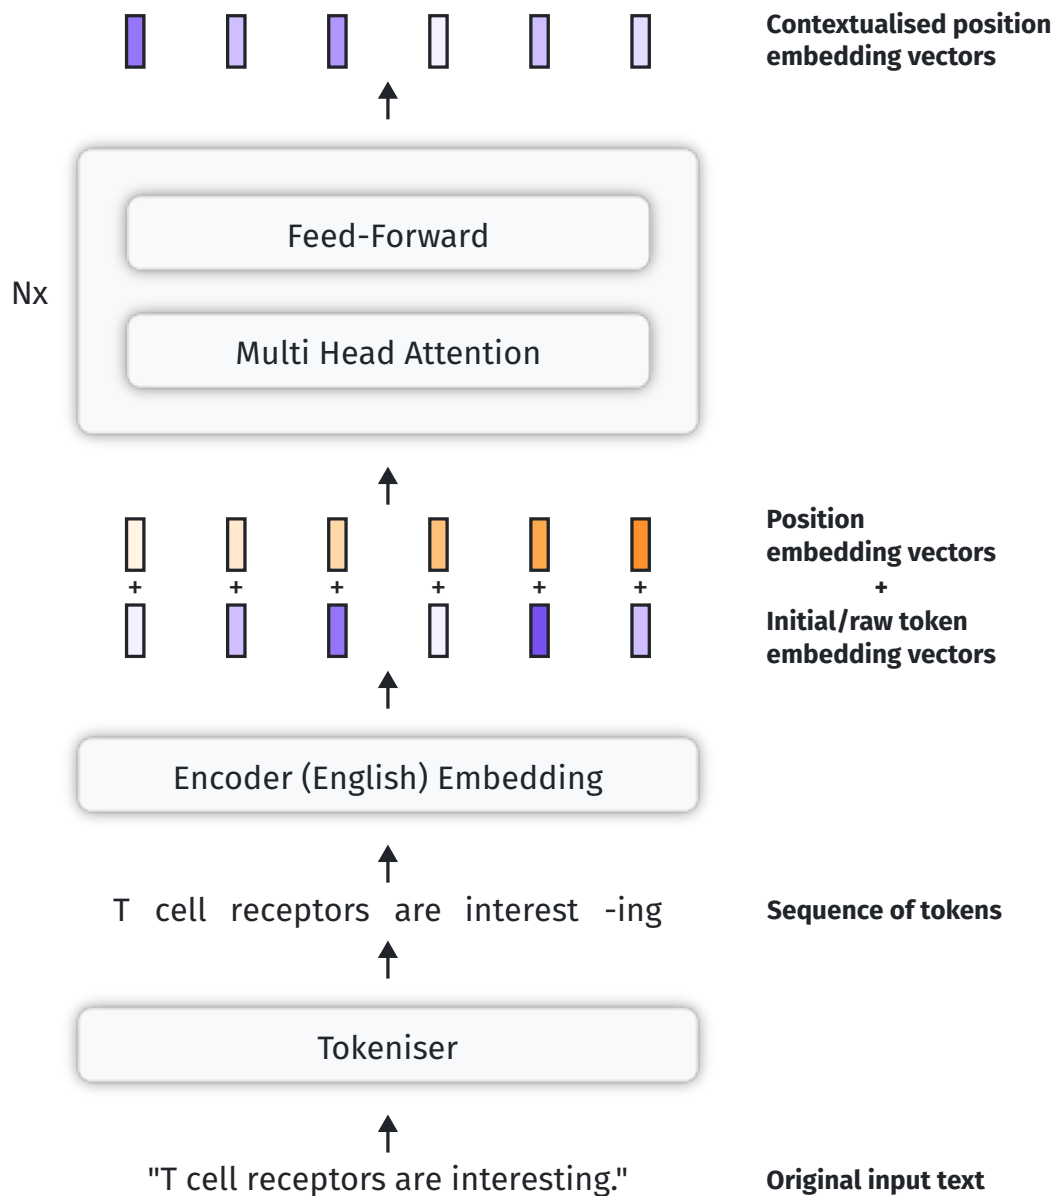 Contextualised position
embedding vectors
Feed-Forward
Nx
Multi Head Attention
Position
embedding vectors
+ + + + + + +
Initial/raw token
embedding vectors
Encoder (English) Embedding
T cell receptors are interest -ing
Sequence of tokens
Tokeniser
"T cell receptors are interesting."
Original input text